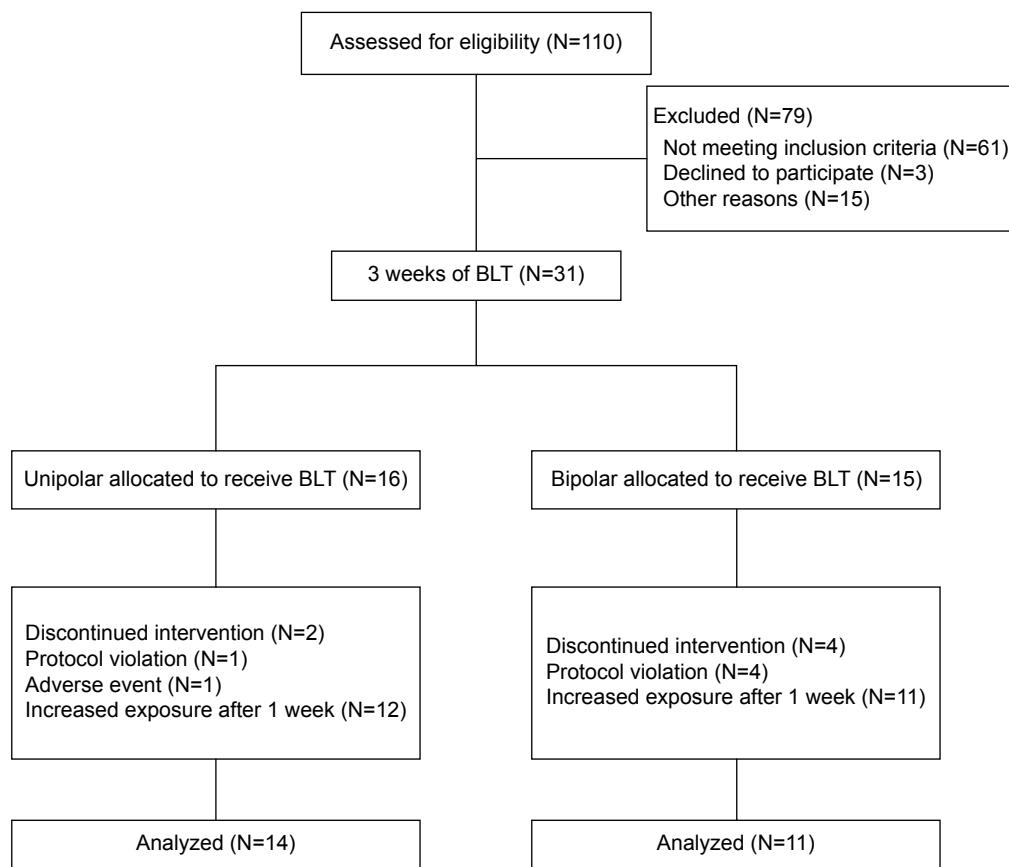 Assessed for eligibility (N=110)
Excluded (N=79)
Not meeting inclusion criteria (N=61)
Declined to participate (N=3)
Other reasons (N=15)
3 weeks of BLT (N=31)
Unipolar allocated to receive BLT (N=16)
Bipolar allocated to receive BLT (N=15)
Discontinued intervention (N=2)
Protocol violation (N=1)
Adverse event (N=1)
Increased exposure after 1 week (N=12)
Discontinued intervention (N=4)
Protocol violation (N=4)
Increased exposure after 1 week (N=11)
Analyzed (N=14)
Analyzed (N=11)